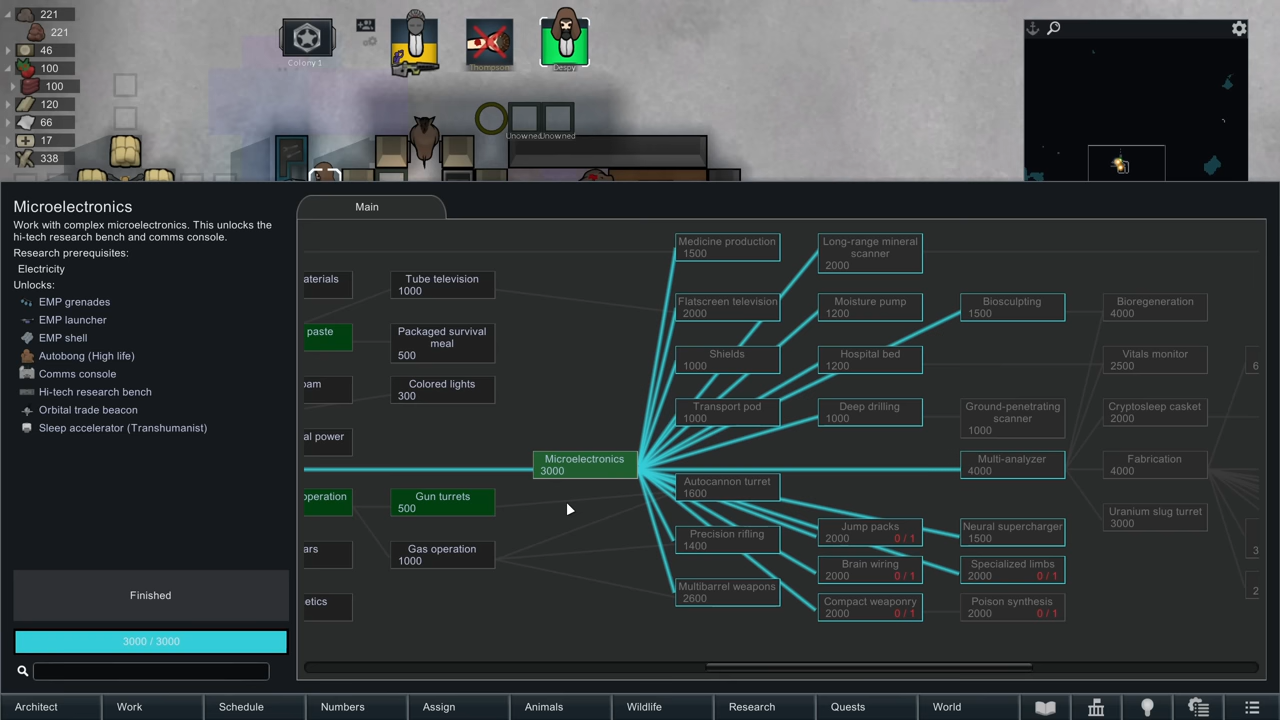 221
221
46
100
100
120
66
17
338
Colony 1
Thompson
Despy
Unowned
Unowned
Microelectronics
Work with complex microelectronics. This unlocks the
hi-tech research bench and comms console.
Research prerequisites:
Electricity
Unlocks:
EMP grenades
EMP launcher
EMP shell
Autobong (High life)
Comms console
Hi-tech research bench
Orbital trade beacon
Sleep accelerator (Transhumanist)
Finished
3000 / 3000
Main
aterials
paste
oam
al power
operation
ars
etics
Tube television
1000
Packaged survival
meal
500
Colored lights
300
Gun turrets
500
Gas operation
1000
Microelectronics
3000
Medicine production
1500
Flatscreen television
2000
Shields
1000
Transport pod
1000
Autocannon turret
1600
Precision rifling
1400
Multibarrel weapons
2600
Long-range mineral
scanner
2000
Moisture pump
1200
Hospital bed
1200
Deep drilling
1000
Jump packs
2000 0 / 1
Brain wiring
2000 0 / 1
Compact weaponry
2000 0 / 1
Biosculpting
1500
Ground-penetrating
scanner
1000
Multi-analyzer
4000
Neural supercharger
1500
Specialized limbs
2000 0 / 1
Poison synthesis
2000 0 / 1
Bioregeneration
4000
Vitals monitor
2500
Cryptosleep casket
2000
Fabrication
4000
Uranium slug turret
3000
6
3
2
Architect
Work
Schedule
Numbers
Assign
Animals
Wildlife
Research
Quests
World